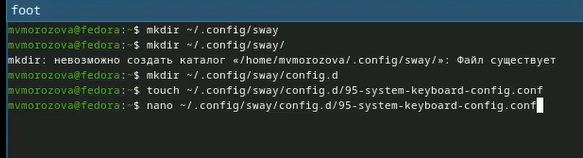 foot
mvmorozova@fedora:~$ mkdir ~/.config/sway
mvmorozova@fedora:~$ mkdir ~/.config/sway/
mkdir: невозможно создать каталог «/home/mvmorozova/.config/sway/»: Файл существует
mvmorozova@fedora:~$ mkdir ~/.config/sway/config.d
mvmorozova@fedora:~$ touch ~/.config/sway/config.d/95-system-keyboard-config.conf
mvmorozova@fedora:~$ nano ~/.config/sway/config.d/95-system-keyboard-config.conf